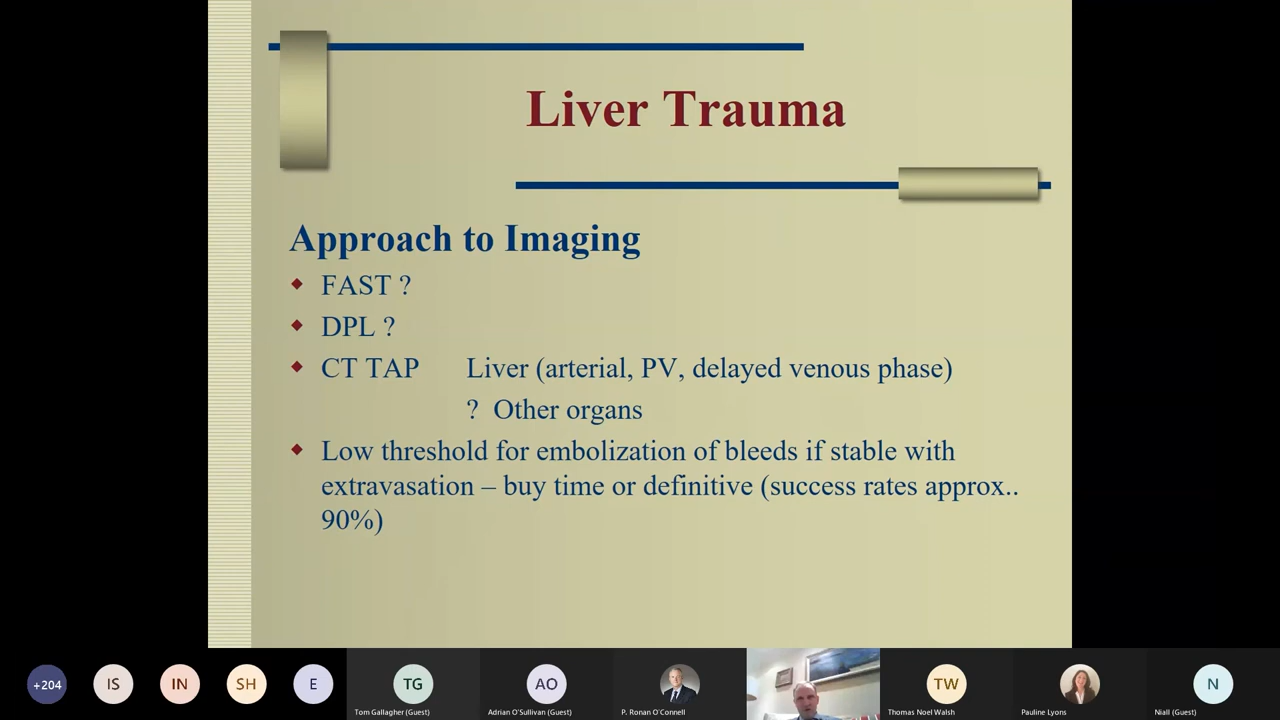 Liver Trauma
Approach to Imaging
FAST ?
DPL ?
CT TAP Liver (arterial, PV, delayed venous phase)
? Other organs
Low threshold for embolization of bleeds if stable with
extravasation – buy time or definitive (success rates approx..
90%)
+204
IS
IN
SH
E
TG
AO
TW
N
Tom Gallagher (Guest)
Adrian O'Sullivan (Guest)
P. Ronan O'Connell
Thomas Noel Walsh
Pauline Lyons
Niall (Guest)